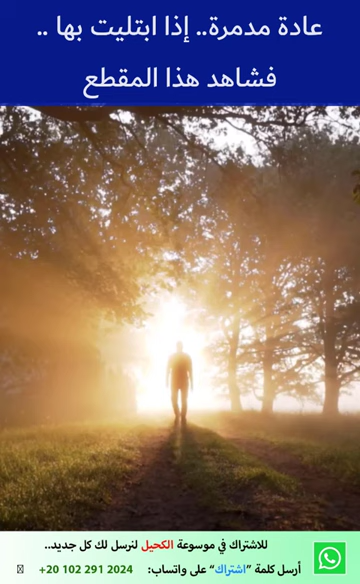 عادة مدمرة.. إذا ابتليت بها ..
فشاهد هذا المقطع
للاشتراك في موسوعة الكحيل لنرسل لك كل جديد..
أرسل كلمة "اشتراك" على واتساب: +20 102 291 2024